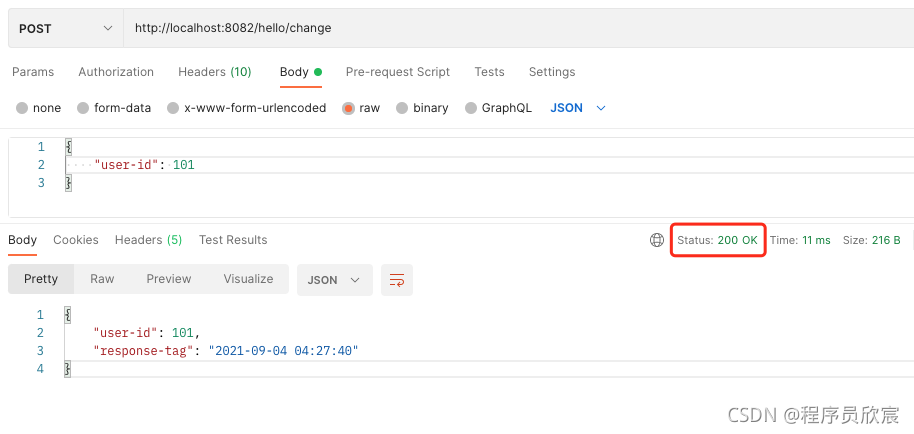 POST http://localhost:8082/hello/change
Params Authorization Headers (10) Body Pre-request Script Tests Settings
none form-data x-www-form-urlencoded raw binary GraphQL JSON
1 {
2 "user-id": 101
3 }
Body Cookies Headers (5) Test Results Status: 200 OK Time: 11 ms Size: 216 B
Pretty Raw Preview Visualize JSON
1 {
2 "user-id": 101,
3 "response-tag": "2021-09-04 04:27:40"
4 }
CSDN @程序员欣宸